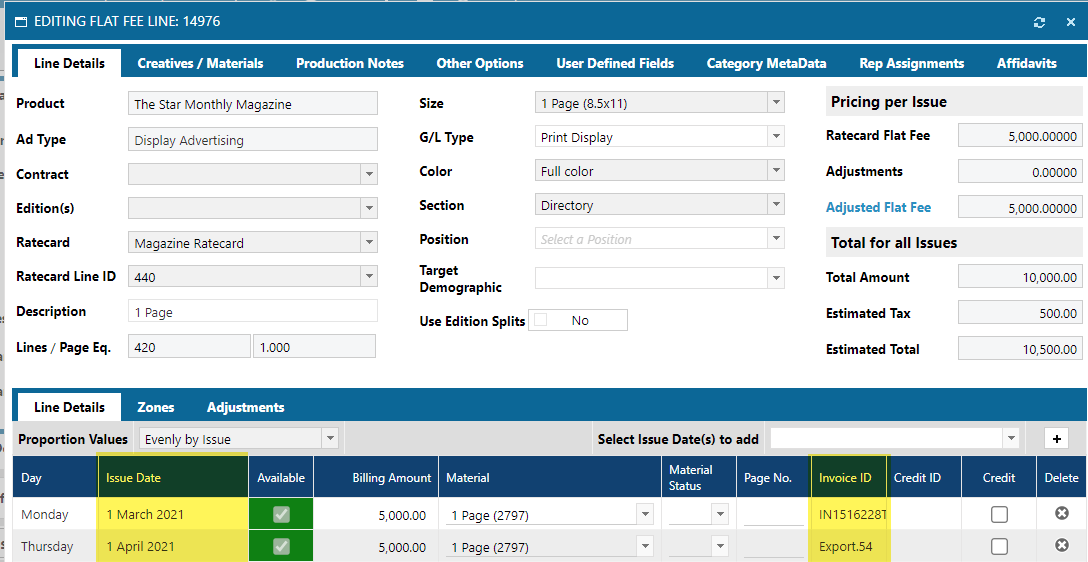 EDITING FLAT FEE LINE: 14976
Line Details Creatives / Materials Production Notes Other Options User Defined Fields Category MetaData Rep Assignments Affidavits
Product The Star Monthly Magazine
Ad Type Display Advertising
Contract
Edition(s)
Ratecard Magazine Ratecard
Ratecard Line ID 440
Description 1 Page
Lines / Page Eq. 420 1.000
Size 1 Page (8.5x11)
G/L Type Print Display
Color Full color
Section Directory
Position Select a Position
Target
Demographic
Use Edition Splits No
Pricing per Issue
Ratecard Flat Fee 5,000.00000
Adjustments 0.00000
Adjusted Flat Fee 5,000.00000
Total for all Issues
Total Amount 10,000.00
Estimated Tax 500.00
Estimated Total 10,500.00
Line Details Zones Adjustments
Proportion Values Evenly by Issue Select Issue Date(s) to add +
Day Issue Date Available Billing Amount Material Material Status Page No. Invoice ID Credit ID Credit Delete
Monday 1 March 2021 5,000.00 1 Page (2797) IN1516228T
Thursday 1 April 2021 5,000.00 1 Page (2797) Export.54